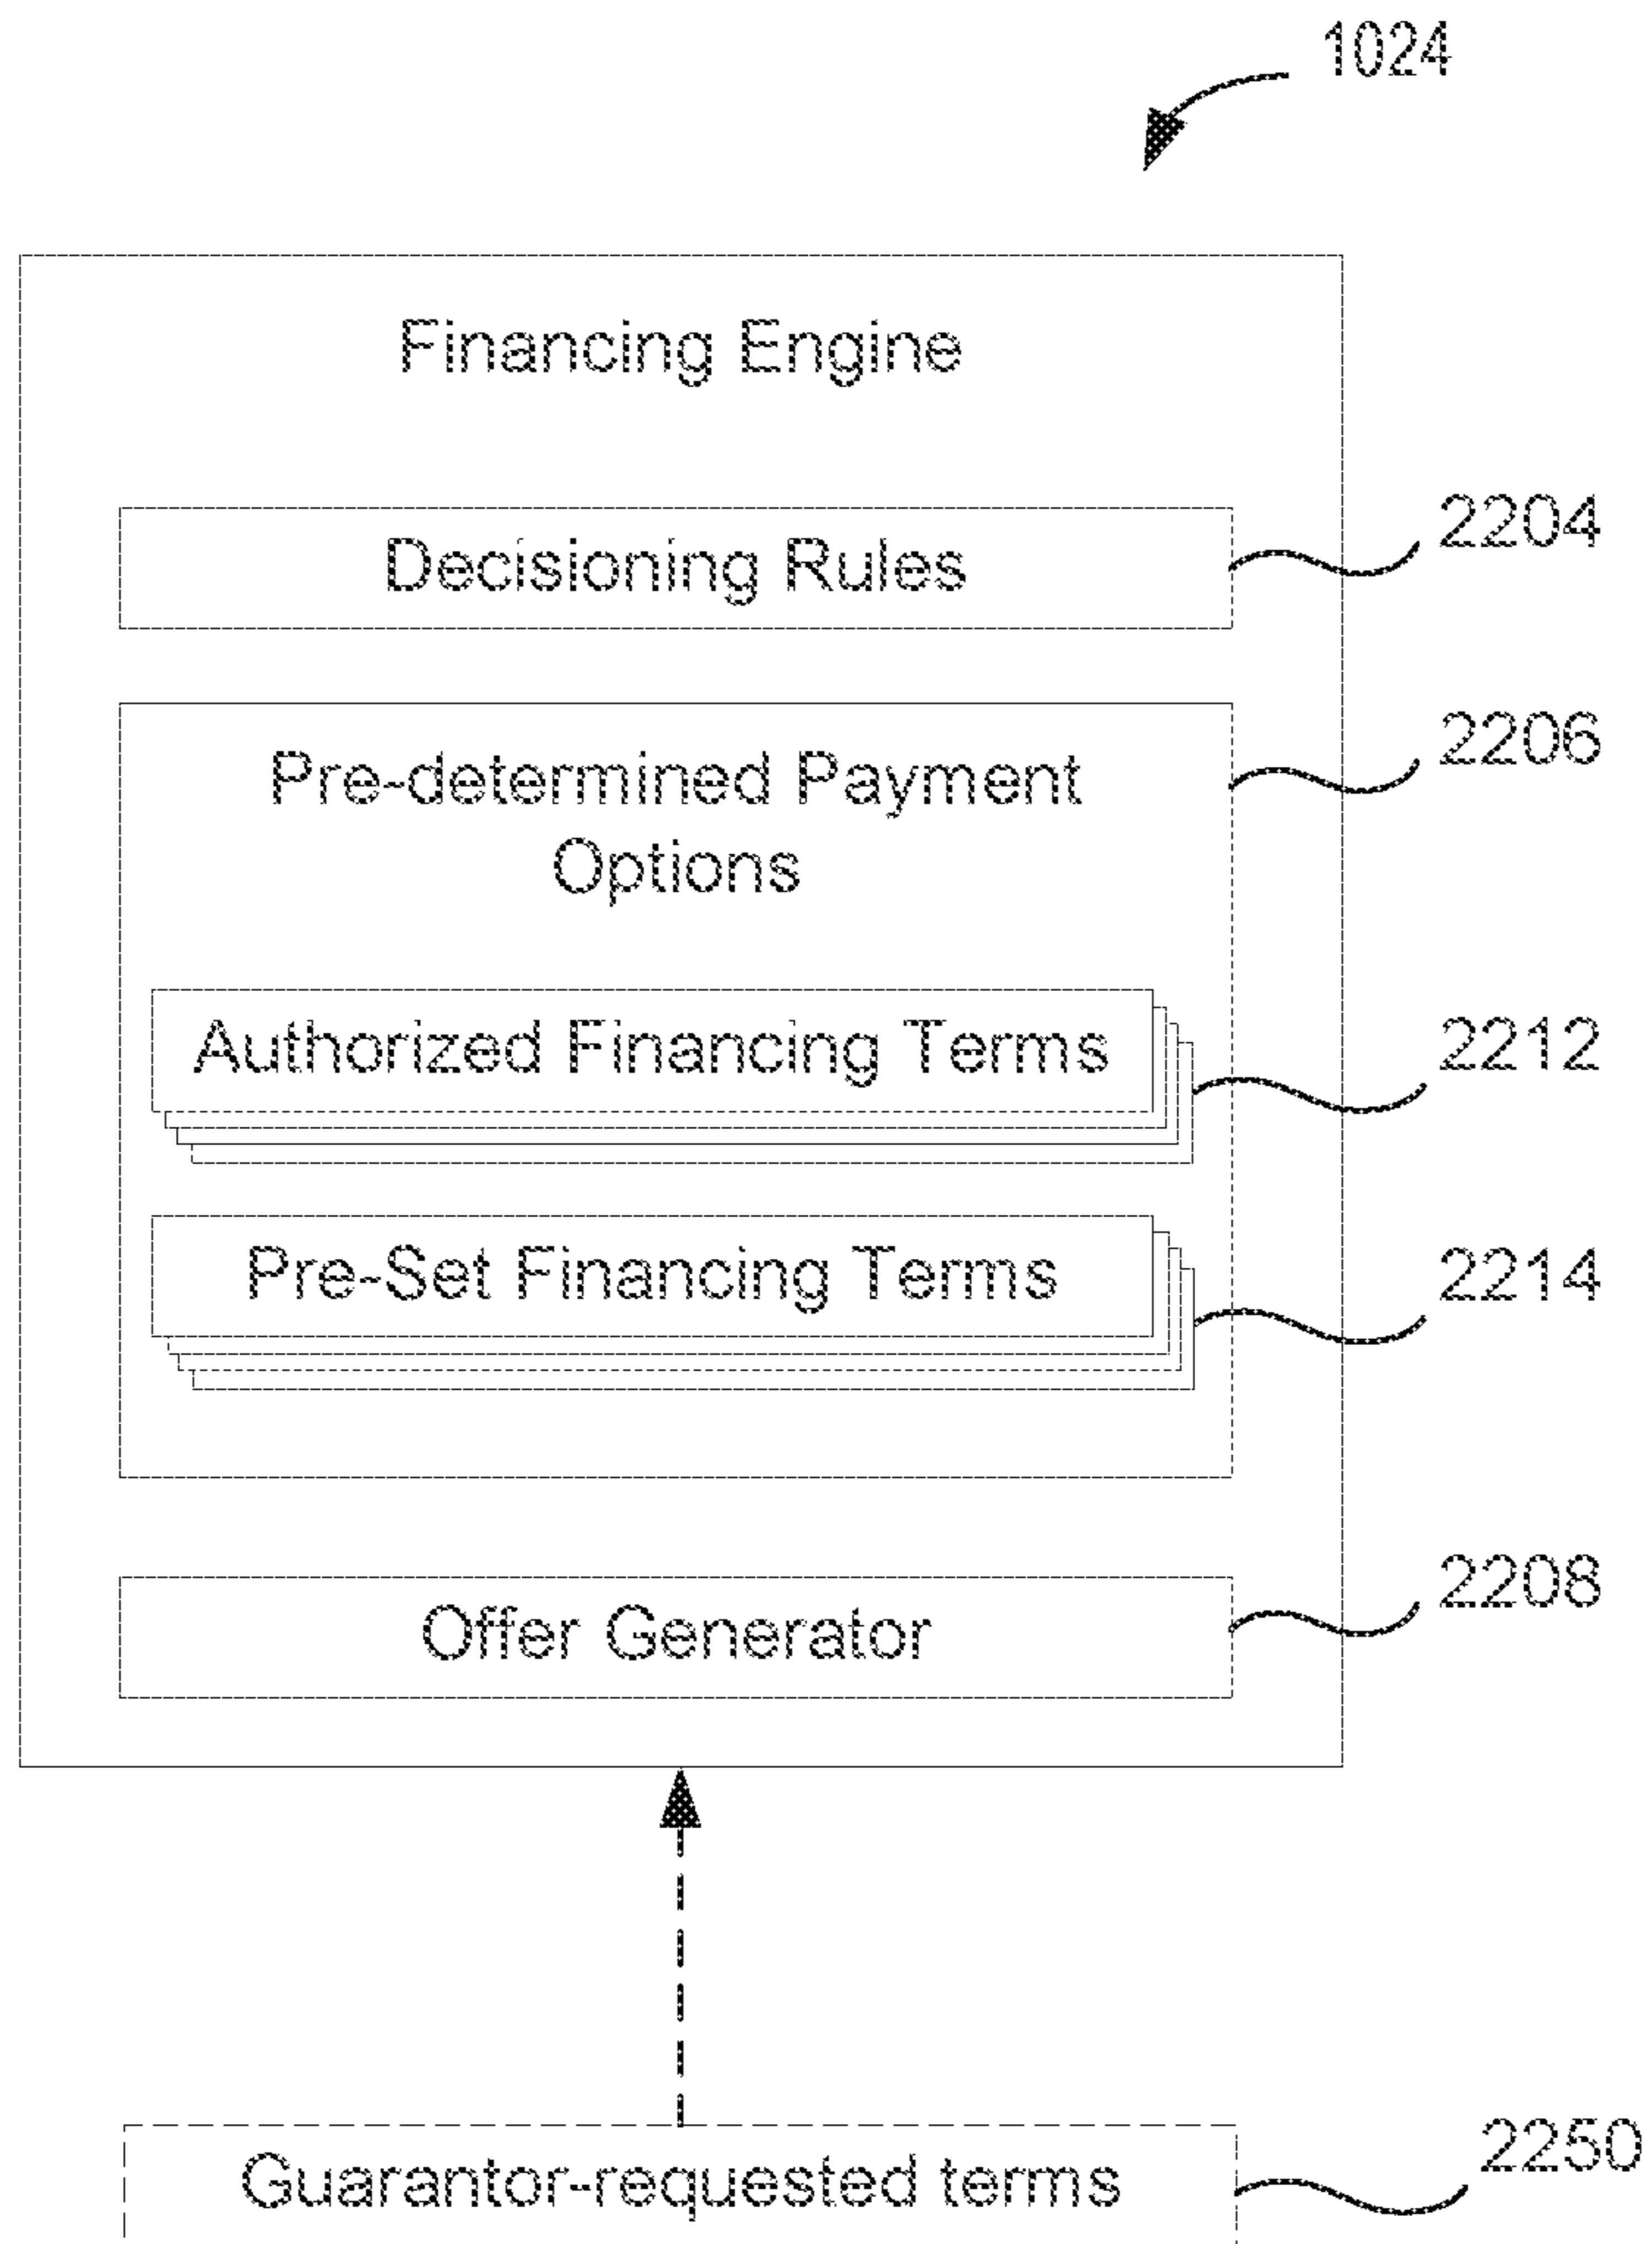 1024
Financing Engine
Decisioning Rules
2204
Pre-determined Payment
Options
2206
Authorized Financing Terms
2212
Pre-Set Financing Terms
2214
Offer Generator
2208
Guarantor-requested terms
2250